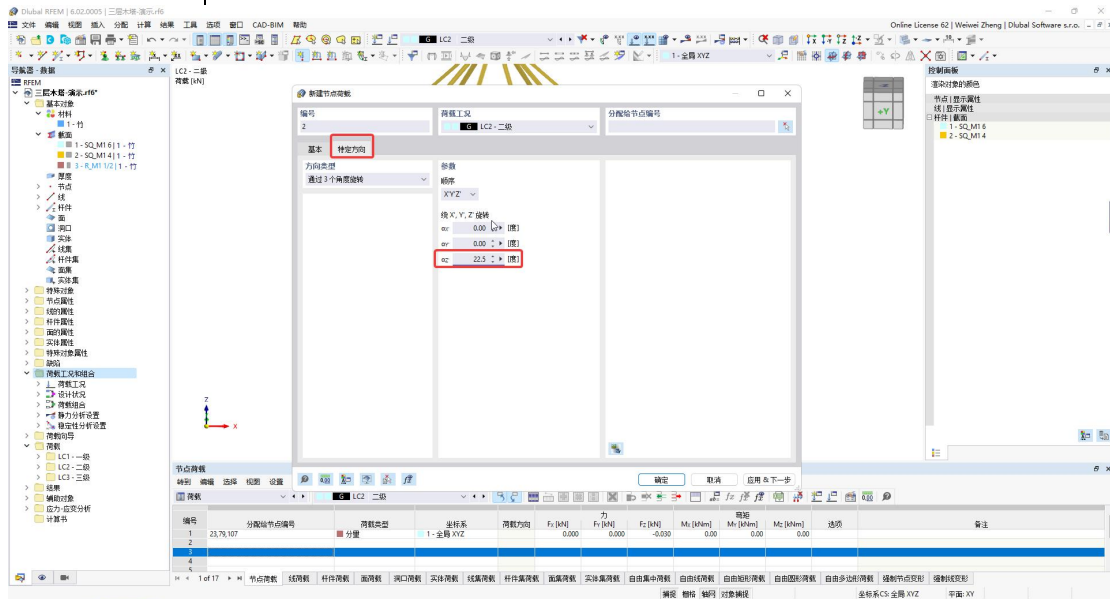 Dlubal RFEM | 6.02.0005 | 三层木塔-演示.rf6
文件 编辑 视图 插入 分配 计算 结果 工具 选项 窗口 CAD-BIM 帮助
Online License 62 | Weiwei Zheng | Dlubal Software s.r.o.
G LC2 二级
1 - 全局 XYZ
导航器 - 数据
RFEM
三层木塔-演示.rf6*
基本对象
材料
1 - 竹
截面
1 - SQ_M1 6 | 1 - 竹
2 - SQ_M1 4 | 1 - 竹
3 - R_M1 1/2 | 1 - 竹
厚度
节点
线
杆件
面
洞口
实体
线集
杆件集
面集
实体集
特殊对象
节点属性
线的属性
杆件属性
面的属性
实体属性
特殊对象属性
缺陷
荷载工况和组合
荷载工况
设计状况
荷载组合
静力分析设置
稳定性分析设置
荷载向导
荷载
LC1 - 一级
LC2 - 二级
LC3 - 三级
结果
辅助对象
应力-应变分析
计算书
LC2 - 二级
荷载 [kN]
Z
X
新建节点荷载
编号
2
荷载工况
G LC2 - 二级
分配给节点编号
基本 特定方向
方向类型
通过 3 个角度旋转
参数
顺序
X'Y'Z'
绕 X', Y', Z' 旋转
αX' 0.00 [度]
αY' 0.00 [度]
αZ' 22.5 [度]
确定 取消 应用 & 下一步
+Y
控制面板
渲染对象的颜色
节点 | 显示属性
线 | 显示属性
杆件 | 截面
1 - SQ_M1 6
2 - SQ_M1 4
节点荷载
转到 编辑 选择 视图 设置
荷载 G LC2 二级
编号 分配给节点编号 荷载类型 坐标系 荷载方向 力 Fx [kN] Fy [kN] Fz [kN] 弯矩 Mx [kNm] My [kNm] Mz [kNm] 选项 备注
1 23,79,107 分量 1 - 全局 XYZ 0.000 0.000 -0.030 0.00 0.00 0.00
2
3
4
5
1 of 17 节点荷载 线荷载 杆件荷载 面荷载 洞口荷载 实体荷载 线集荷载 杆件集荷载 面集荷载 实体集荷载 自由集中荷载 自由线荷载 自由矩形荷载 自由圆形荷载 自由多边形荷载 强制节点变形 强制线变形
捕捉 栅格 轴网 对象捕捉 坐标系CS: 全局 XYZ 平面: XY